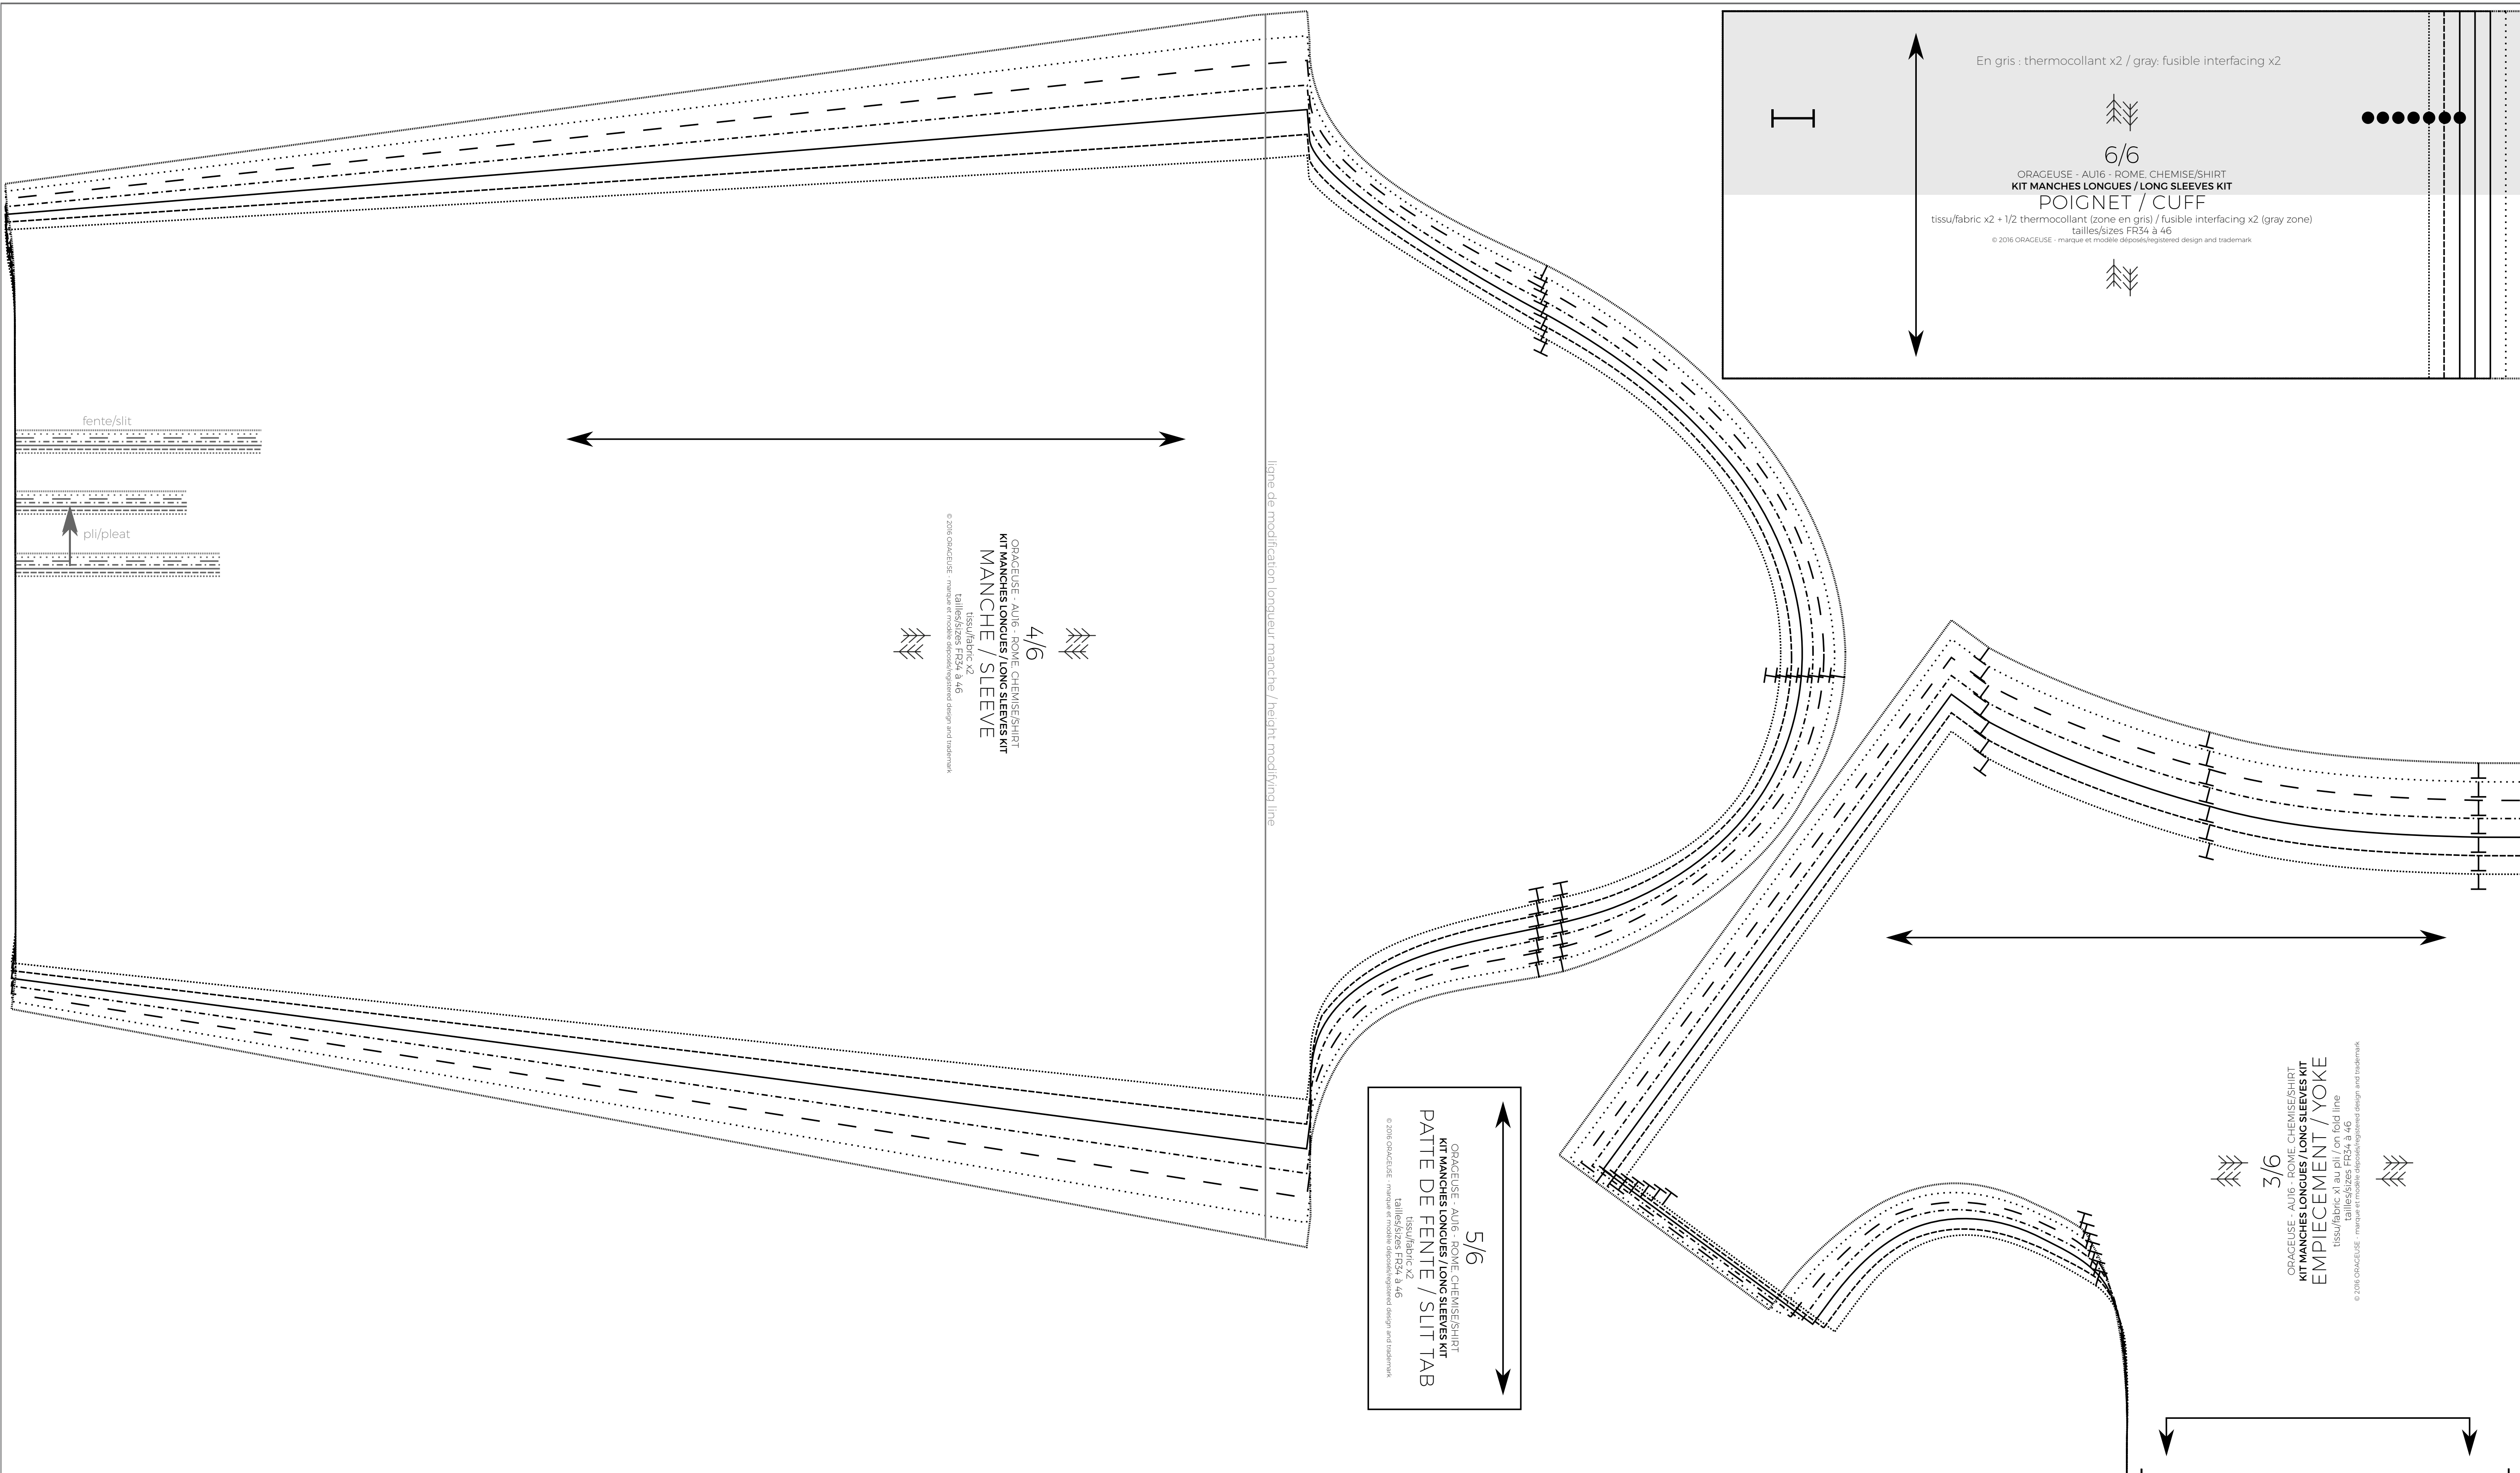 En gris : thermocollant x2 / gray: fusible interfacing x2
6/6
ORAGEUSE - AU16 - ROME, CHEMISE/SHIRT
KIT MANCHES LONGUES / LONG SLEEVES KIT
POIGNET / CUFF
tissu/fabric x2 + 1/2 thermocollant (zone en gris) / fusible interfacing x2 (gray zone)
tailles/sizes FR34 à 46
© 2016 ORAGEUSE - marque et modèle déposés/registered design and trademark
fente/slit
pli/pleat
4/6
ORAGEUSE - AU16 - ROME, CHEMISE/SHIRT
KIT MANCHES LONGUES / LONG SLEEVES KIT
MANCHE / SLEEVE
tissu/fabric x2
tailles/sizes FR34 à 46
© 2016 ORAGEUSE - marque et modèle déposés/registered design and trademark
ligne de modification longueur manche / height modifying line
5/6
ORAGEUSE - AU16 - ROME, CHEMISE/SHIRT
KIT MANCHES LONGUES / LONG SLEEVES KIT
PATTE DE FENTE / SLIT TAB
tissu/fabric x2
tailles/sizes FR34 à 46
© 2016 ORAGEUSE - marque et modèle déposés/registered design and trademark
3/6
ORAGEUSE - AU16 - ROME, CHEMISE/SHIRT
KIT MANCHES LONGUES / LONG SLEEVES KIT
EMPIECEMENT / YOKE
tissu/fabric x1 au pli / on fold line
tailles/sizes FR34 à 46
© 2016 ORAGEUSE - marque et modèle déposés/registered design and trademark